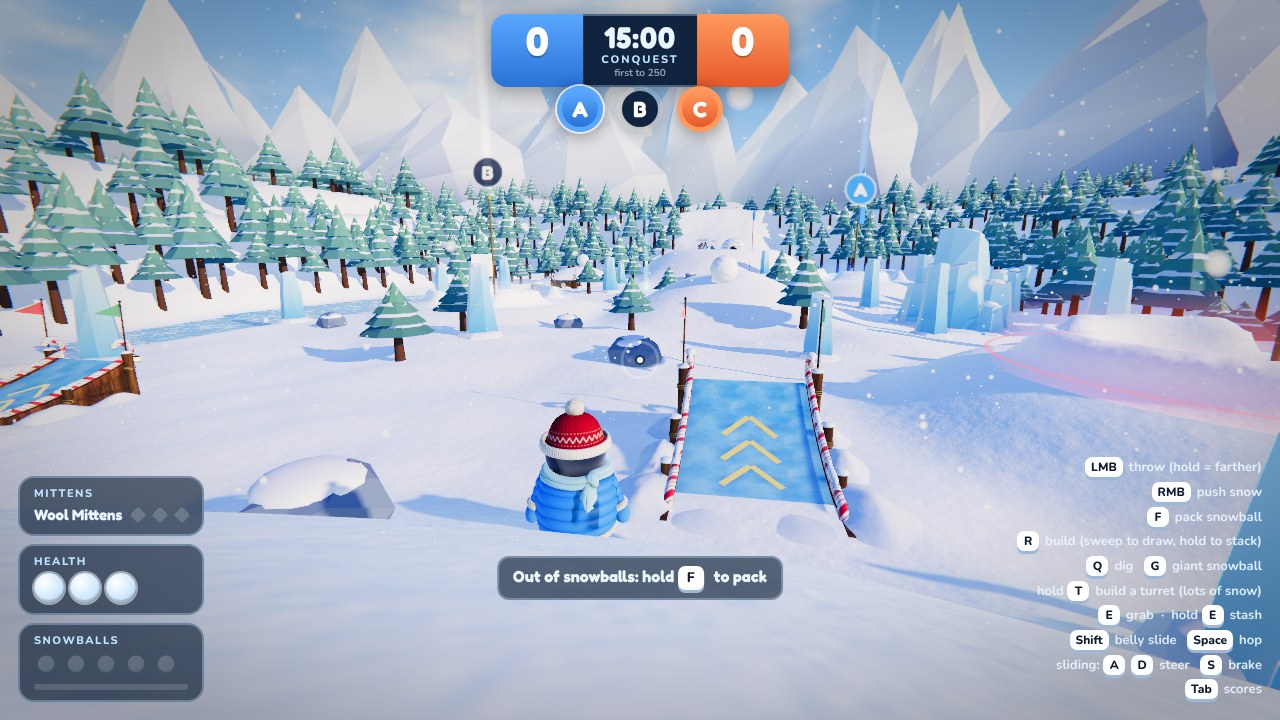 0
15:00
CONQUEST
first to 250
0
A B C
B
A
MITTENS
Wool Mittens
HEALTH
SNOWBALLS
Out of snowballs: hold F to pack
LMB throw (hold = farther)
RMB push snow
F pack snowball
R build (sweep to draw, hold to stack)
Q dig G giant snowball
hold T build a turret (lots of snow)
E grab · hold E stash
Shift belly slide Space hop
sliding: A D steer S brake
Tab scores